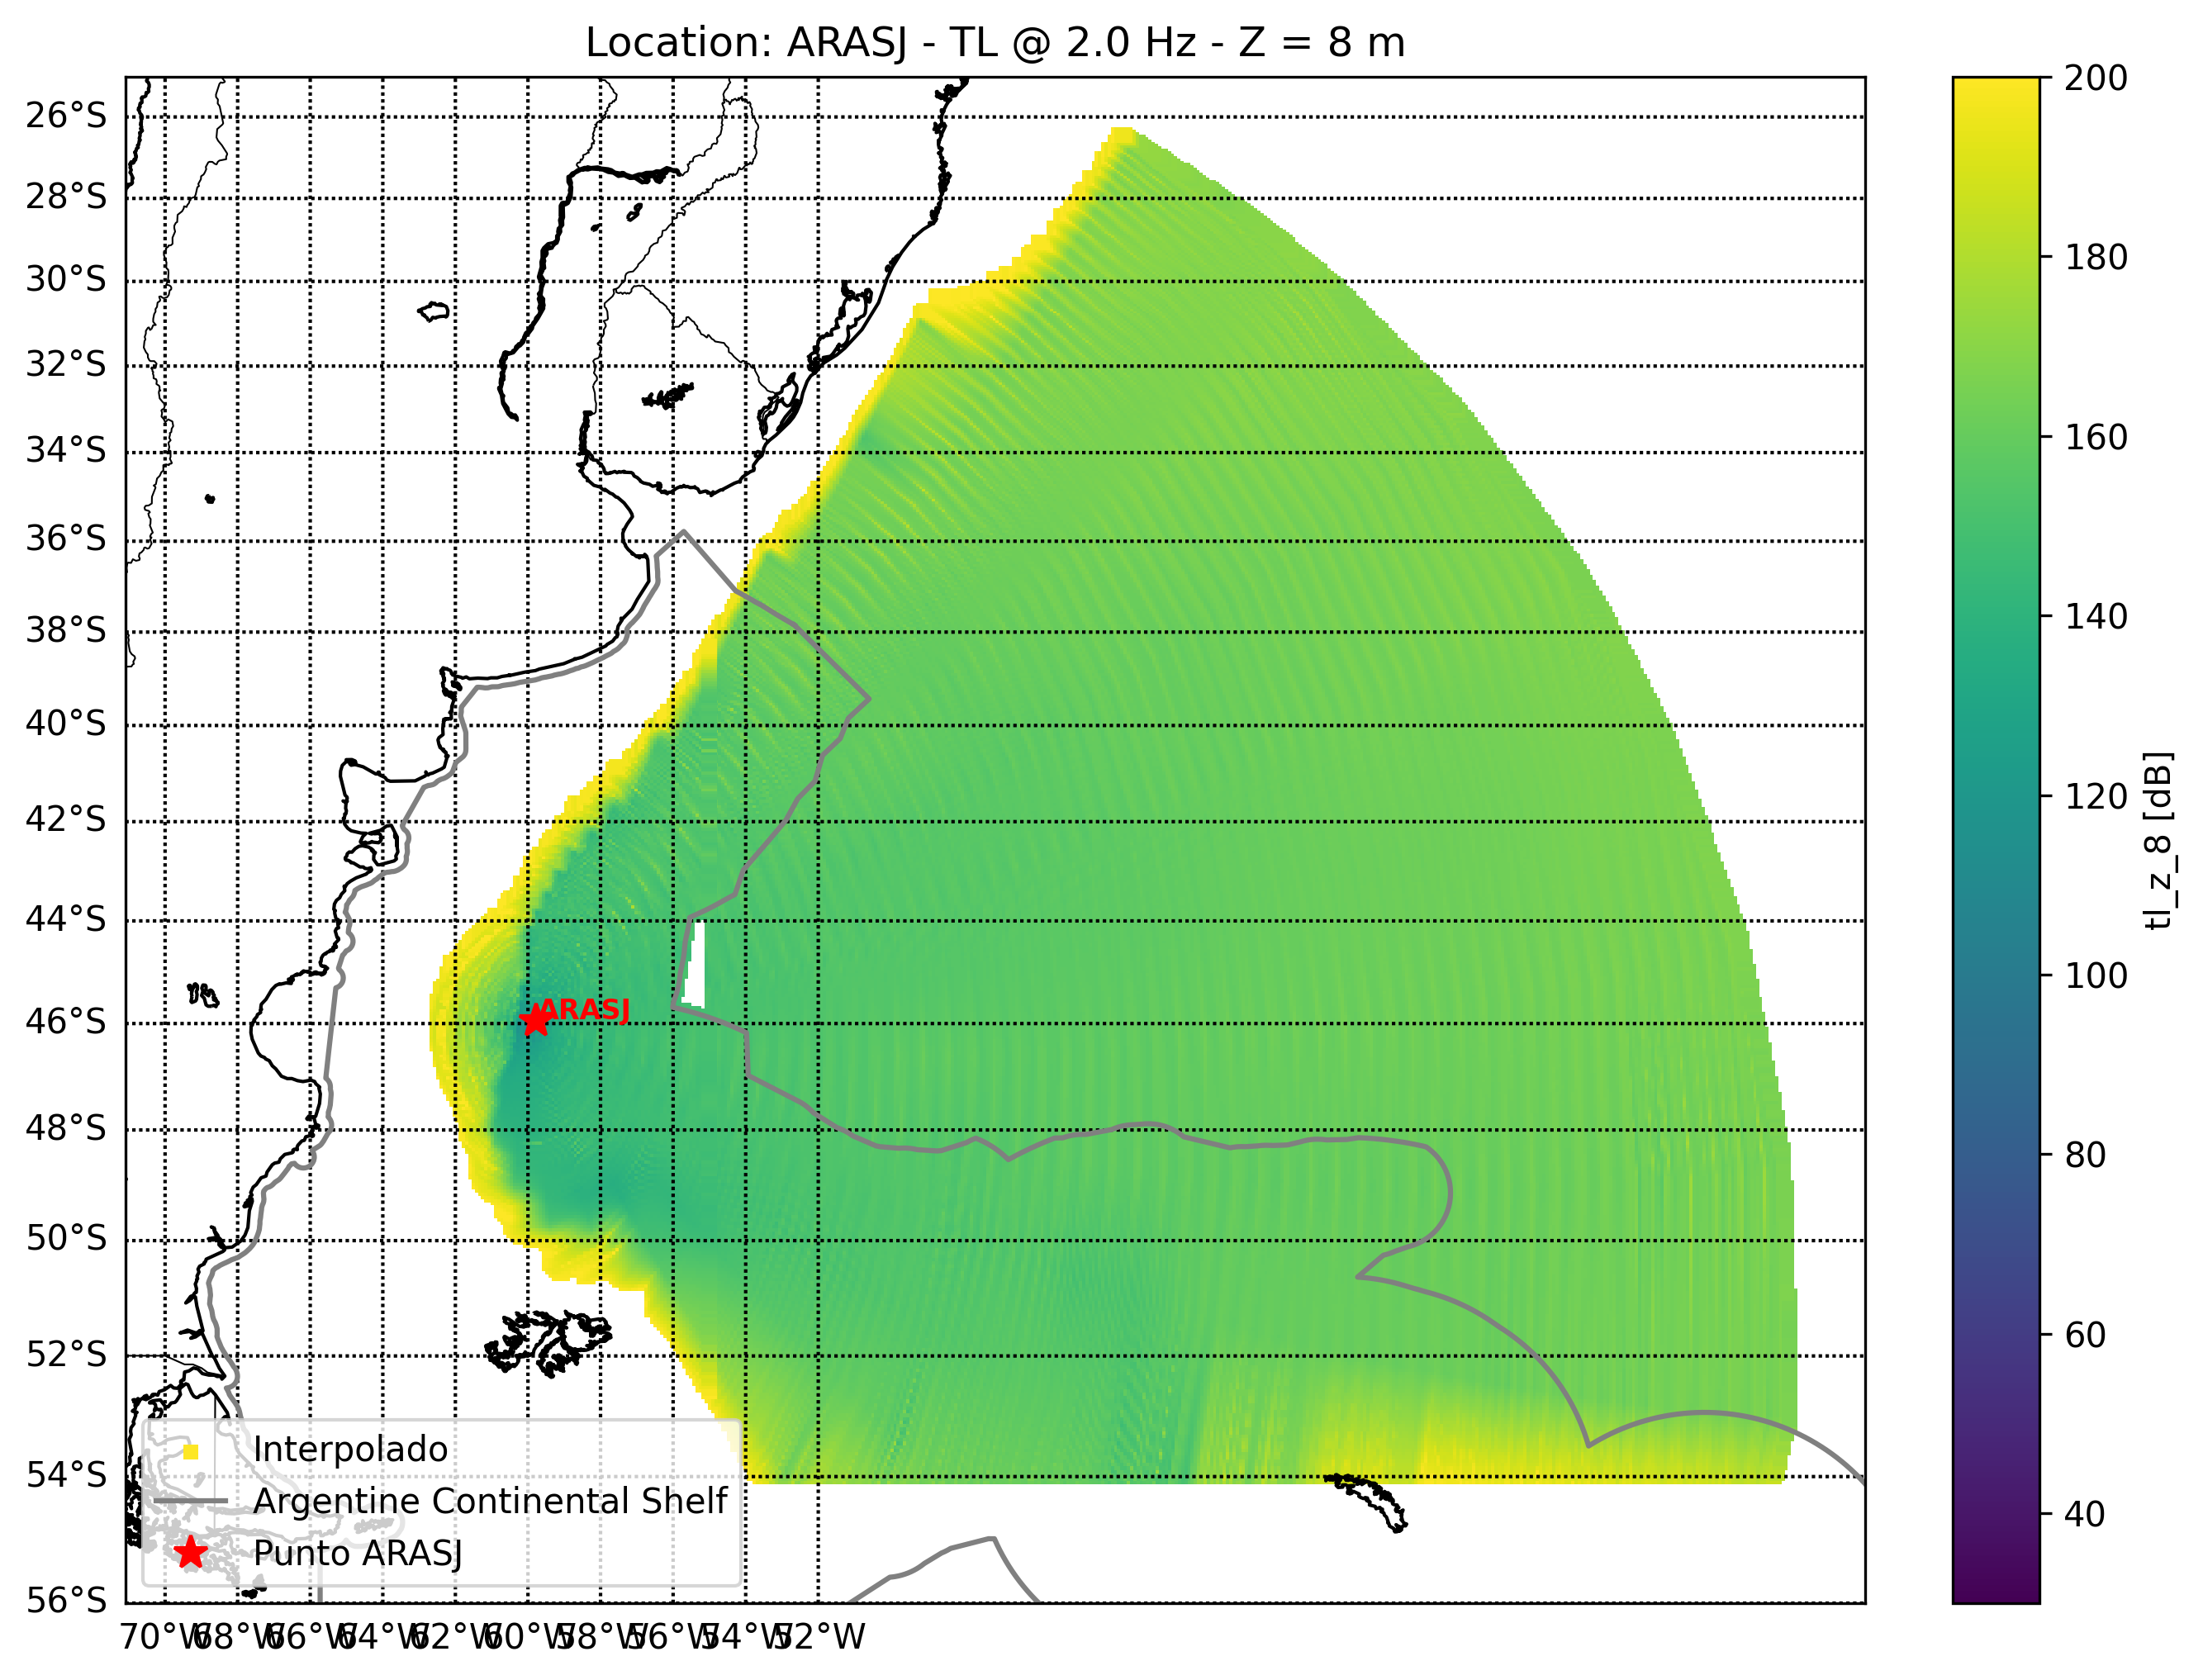 Location: ARASJ - TL @ 2.0 Hz - Z = 8 m
26°S
28°S
30°S
32°S
34°S
36°S
38°S
40°S
42°S
44°S
46°S
48°S
50°S
52°S
54°S
56°S
70°W 68°W 66°W 64°W 62°W 60°W 58°W 56°W 54°W 52°W
ARASJ
Interpolado
Argentine Continental Shelf
Punto ARASJ
200
180
160
140
120
100
80
60
40
tl_z_8 [dB]